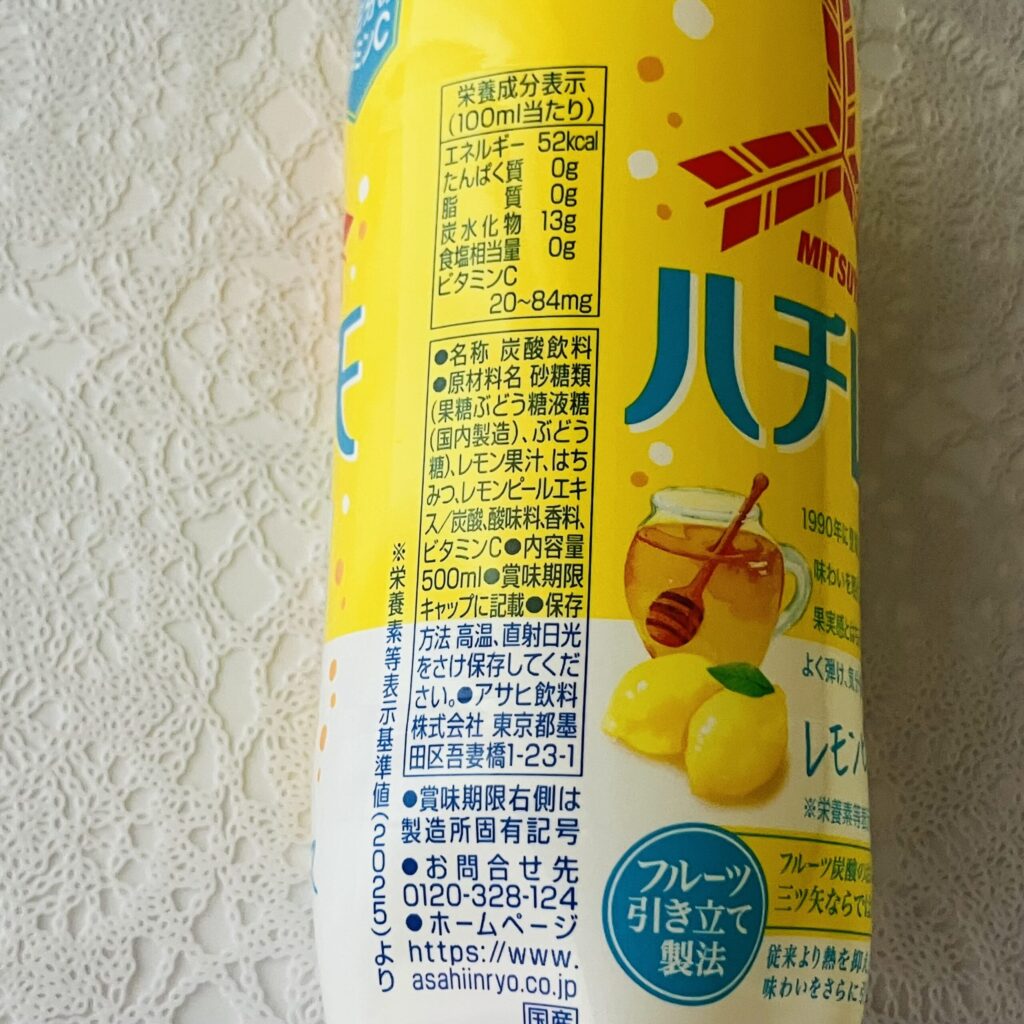 ミンC
栄養成分表示
(100ml当たり)
エネルギー 52kcal
たんぱく質 0g
脂質 0g
炭水化物 13g
食塩相当量 0g
ビタミンC
20~84mg
●名称 炭酸飲料
●原材料名 砂糖類
(果糖ぶどう糖液糖
(国内製造)、ぶどう
糖)、レモン果汁、はち
みつ、レモンピールエキ
ス/炭酸、酸味料、香料、
ビタミンC●内容量
500ml●賞味期限
キャップに記載●保存
方法 高温、直射日光
をさけ保存してくだ
さい。●アサヒ飲料
株式会社 東京都墨
田区吾妻橋1-23-1
※栄養素等表示基準値(2025)より
●賞味期限右側は
製造所固有記号
●お問合せ先
0120-328-124
●ホームページ
https://www.
asahiinryo.co.jp
国産
MITSU
ハチ
1990年に
味わいを
果実感と
よく弾け、気分
レモン
※栄養素等
フルーツ
引き立て
製法
フルーツ炭酸の
三ツ矢ならで
従来より熱を抑え
味わいをさらに